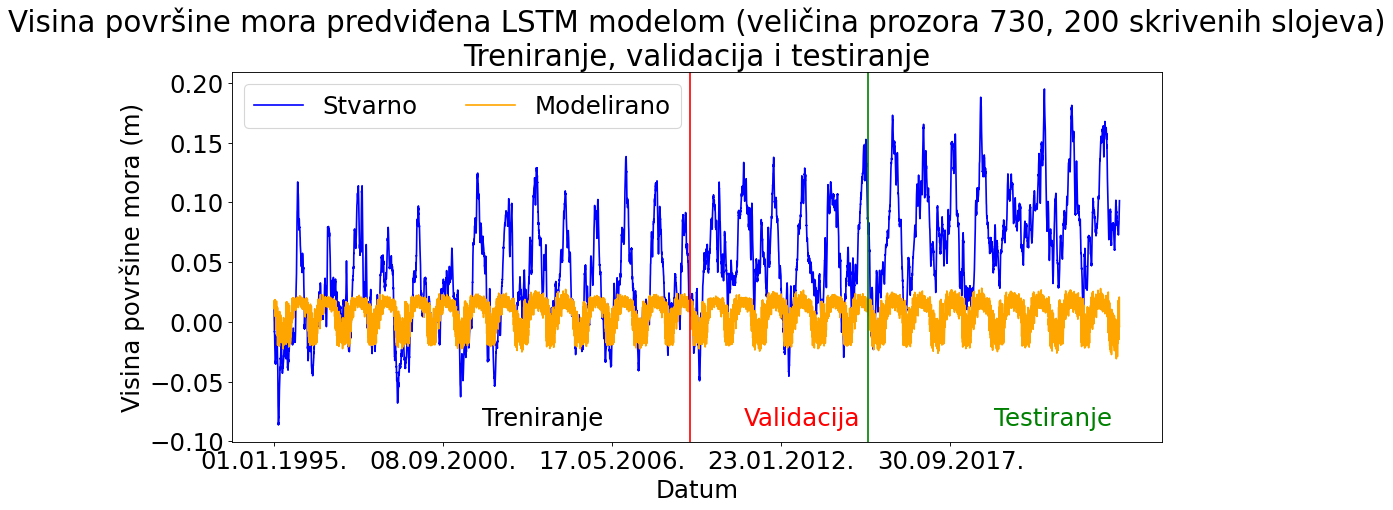 Visina površine mora predviđena LSTM modelom (veličina prozora 730, 200 skrivenih slojeva)
Treniranje, validacija i testiranje
Stvarno
Modelirano
Visina površine mora (m)
0.20
0.15
0.10
0.05
0.00
−0.05
−0.10
Treniranje
Validacija
Testiranje
01.01.1995.
08.09.2000.
17.05.2006.
23.01.2012.
30.09.2017.
Datum